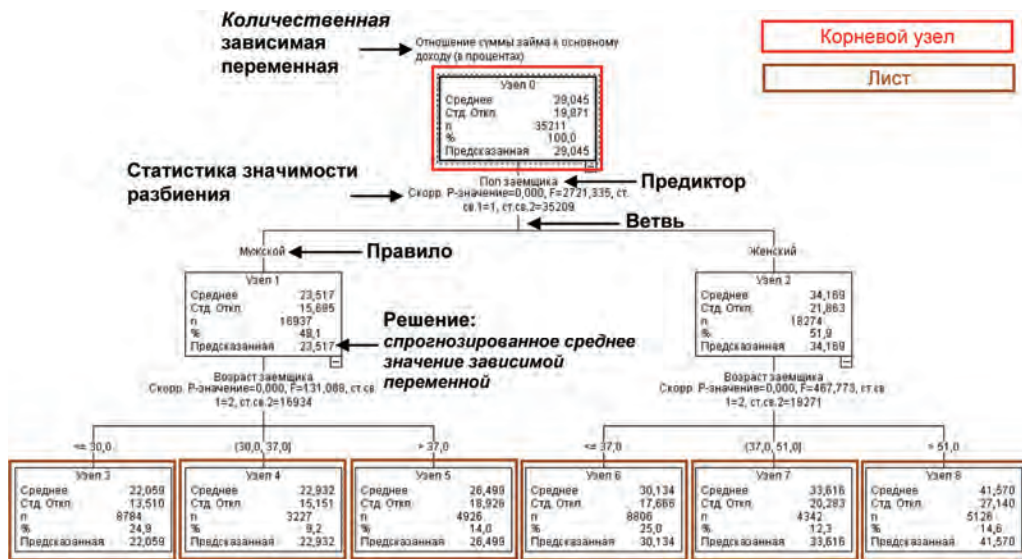 Количественная
зависимая
переменная
Отношение суммы займа к основному
доходу (в процентах)
Корневой узел
Лист
Узел 0
Среднее 29,045
Стд. Откл. 19,871
n 35211
% 100,0
Предсказанная 29,045
Статистика значимости
разбиения
Пол заемщика
Скорр. P-значение=0,000, F=2721,335, ст.
св.1=1, ст.св.2=35209
Предиктор
Ветвь
Мужской
Правило
Женский
Узел 1
Среднее 23,517
Стд. Откл. 15,685
n 16937
% 48,1
Предсказанная 23,517
Решение:
спрогнозированное среднее
значение зависимой
переменной
Узел 2
Среднее 34,169
Стд. Откл. 21,863
n 18274
% 51,9
Предсказанная 34,169
Возраст заемщика
Скорр. P-значение=0,000, F=131,068, ст.св.
1=2, ст.св.2=16934
Возраст заемщика
Скорр. P-значение=0,000, F=467,773, ст.св.
1=2, ст.св.2=18271
<= 30,0
(30,0, 37,0]
> 37,0
<= 37,0
(37,0, 51,0]
> 51,0
Узел 3
Среднее 22,059
Стд. Откл. 13,510
n 8784
% 24,9
Предсказанная 22,059
Узел 4
Среднее 22,932
Стд. Откл. 15,151
n 3227
% 9,2
Предсказанная 22,932
Узел 5
Среднее 26,499
Стд. Откл. 18,926
n 4926
% 14,0
Предсказанная 26,499
Узел 6
Среднее 30,134
Стд. Откл. 17,666
n 8806
% 25,0
Предсказанная 30,134
Узел 7
Среднее 33,616
Стд. Откл. 20,283
n 4342
% 12,3
Предсказанная 33,616
Узел 8
Среднее 41,570
Стд. Откл. 27,140
n 5126
% 14,6
Предсказанная 41,570